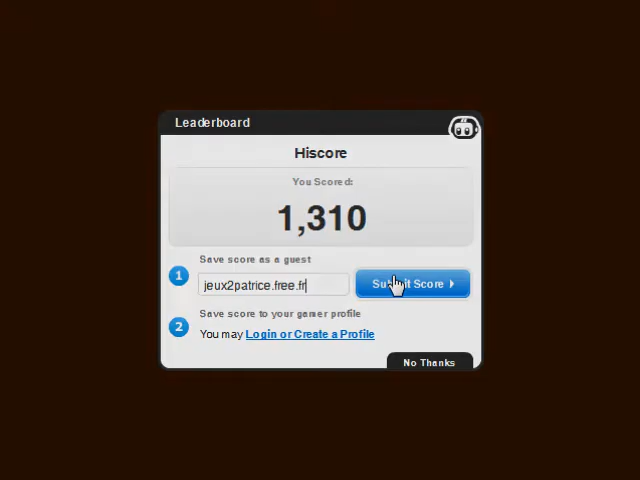 Leaderboard
Hiscore
You Scored:
1,310
Save score as a guest
1
jeux2patrice.free.fr
Submit Score
Save score to your gamer profile
2
You may Login or Create a Profile
No Thanks